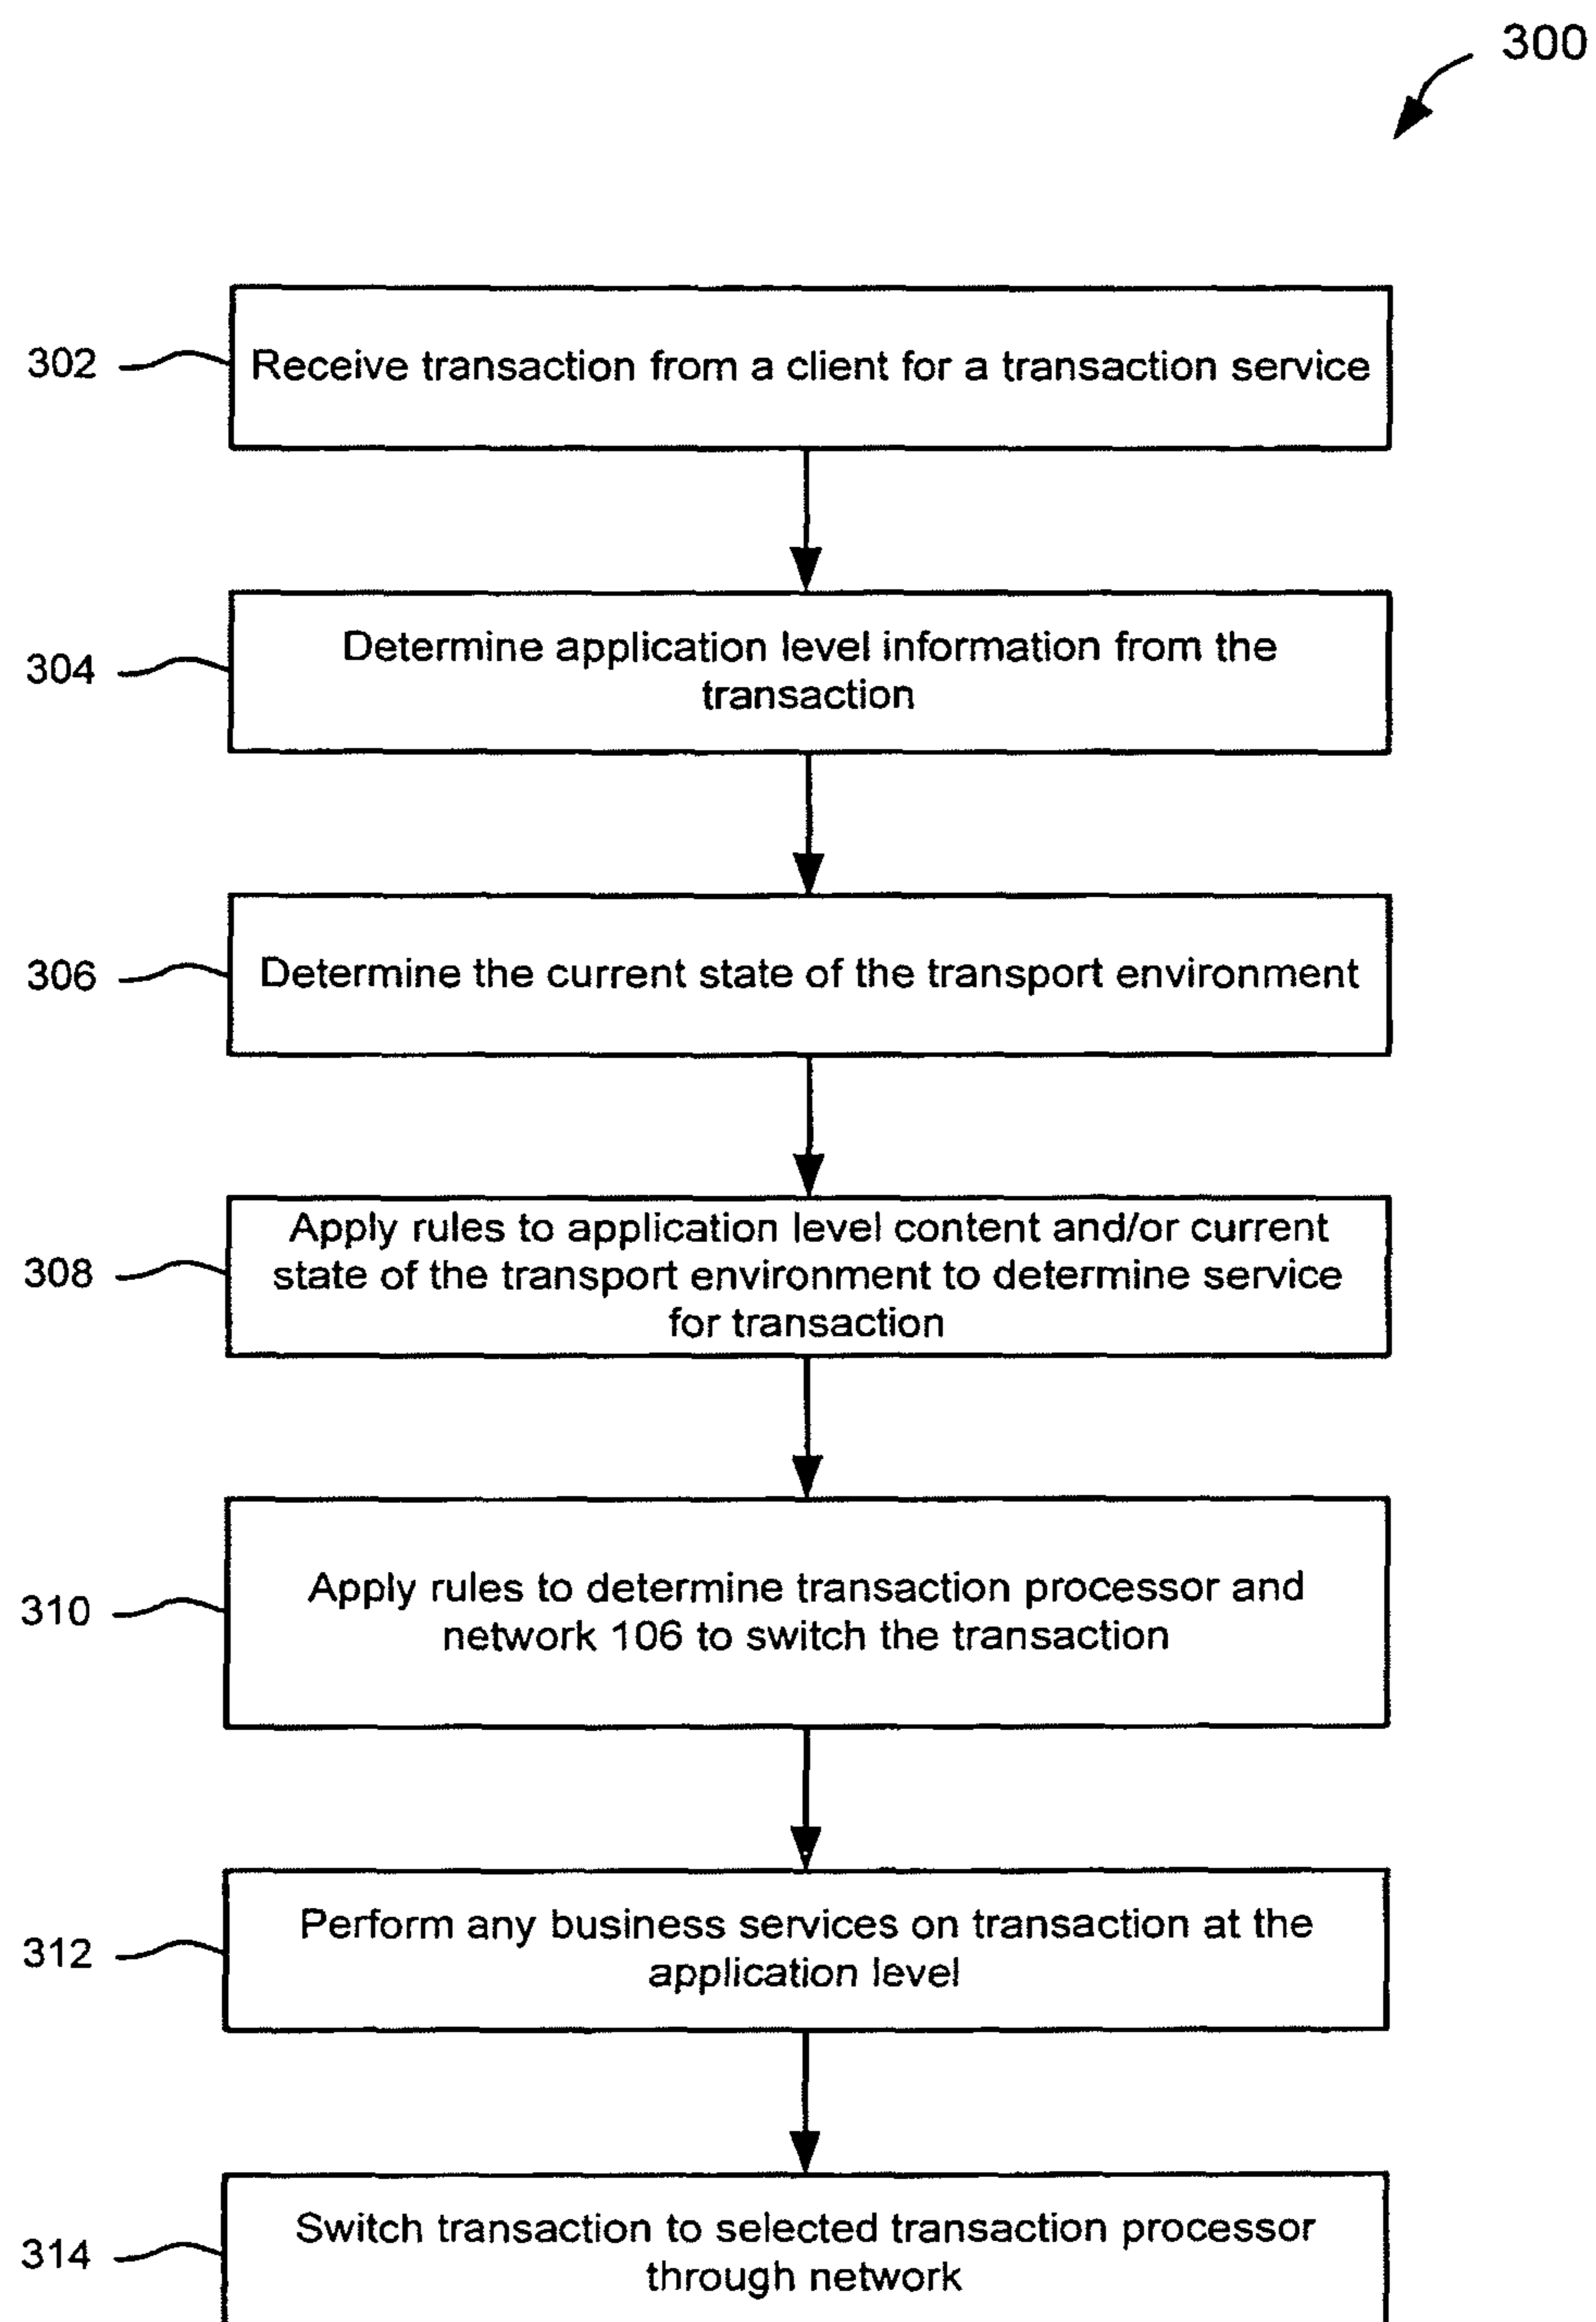 300
302
Receive transaction from a client for a transaction service
304
Determine application level information from the
transaction
306
Determine the current state of the transport environment
308
Apply rules to application level content and/or current
state of the transport environment to determine service
for transaction
310
Apply rules to determine transaction processor and
network 106 to switch the transaction
312
Perform any business services on transaction at the
application level
314
Switch transaction to selected transaction processor
through network